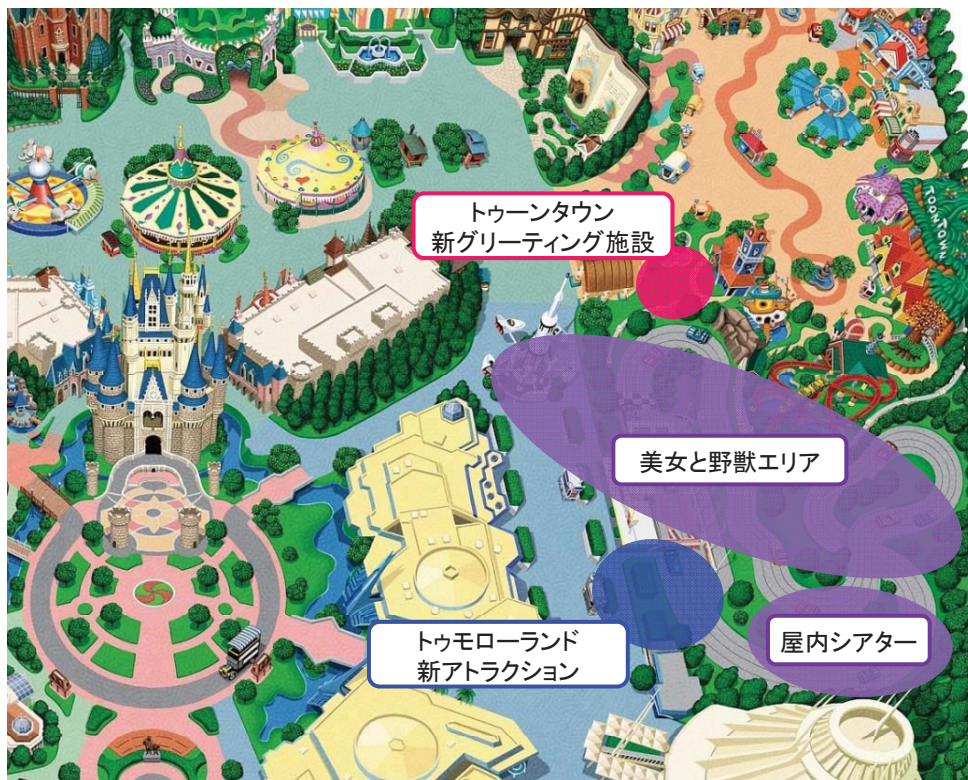 トゥーンタウン
新グリーティング施設
TOONTOWN
美女と野獣エリア
トゥモローランド
新アトラクション
屋内シアター